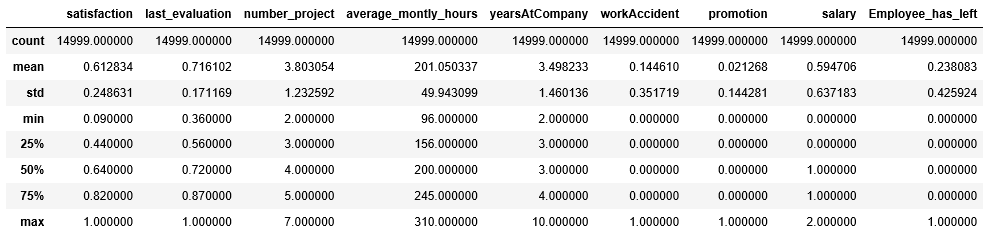 satisfaction last_evaluation number_project average_montly_hours yearsAtCompany workAccident promotion salary Employee_has_left
count 14999.000000 14999.000000 14999.000000 14999.000000 14999.000000 14999.000000 14999.000000 14999.000000 14999.000000
mean 0.612834 0.716102 3.803054 201.050337 3.498233 0.144610 0.021268 0.594706 0.238083
std 0.248631 0.171169 1.232592 49.943099 1.460136 0.351719 0.144281 0.637183 0.425924
min 0.090000 0.360000 2.000000 96.000000 2.000000 0.000000 0.000000 0.000000 0.000000
25% 0.440000 0.560000 3.000000 156.000000 3.000000 0.000000 0.000000 0.000000 0.000000
50% 0.640000 0.720000 4.000000 200.000000 3.000000 0.000000 0.000000 1.000000 0.000000
75% 0.820000 0.870000 5.000000 245.000000 4.000000 0.000000 0.000000 1.000000 0.000000
max 1.000000 1.000000 7.000000 310.000000 10.000000 1.000000 1.000000 2.000000 1.000000